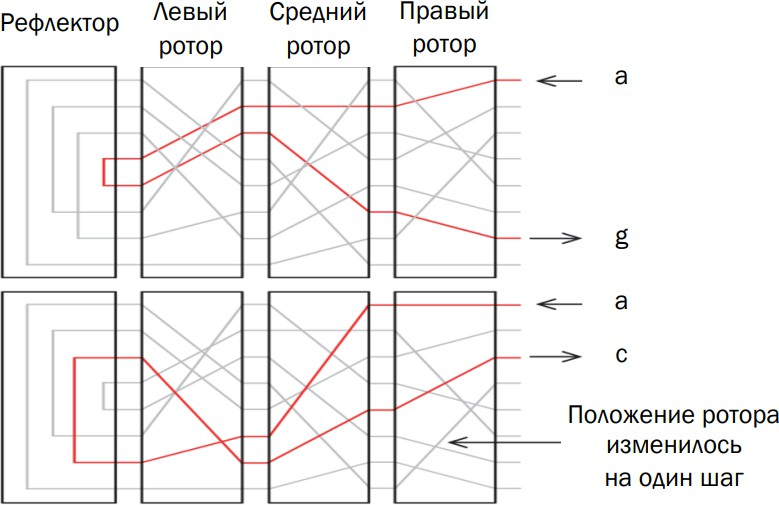 Рефлектор
Левый
ротор
Средний
ротор
Правый
ротор
a
g
a
c
Положение ротора
изменилось
на один шаг